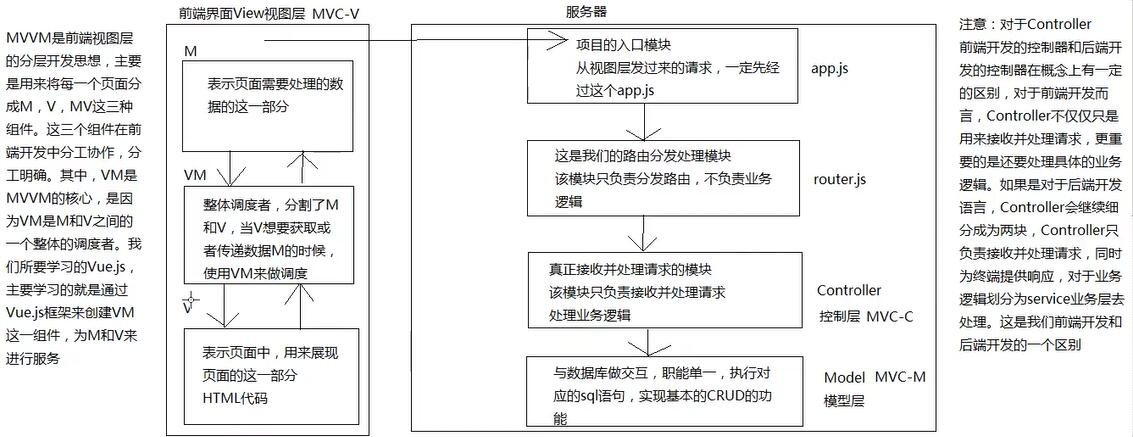 MVVM是前端视图层
的分层开发思想，主要
是用来将每一个页面分
成M，V，MV这三种
组件。这三个组件在前
端开发中分工协作，分
工明确。其中，VM是
MVVM的核心，是因
为VM是M和V之间的
一个整体的调度者。我
们所要学习的Vue.js，
主要学习的就是通过
Vue.js框架来创建VM
这一组件，为M和V来
进行服务
前端界面View视图层 MVC-V
M
表示页面需要处理的数
据的这一部分
VM
整体调度者，分割了M
和V，当V想要获取或
者传递数据M的时候，
使用VM来做调度
V
表示页面中，用来展现
页面的这一部分
HTML代码
服务器
项目的入口模块
从视图层发过来的请求，一定先经
过这个app.js
app.js
这是我们的路由分发处理模块
该模块只负责分发路由，不负责业务
逻辑
router.js
真正接收并处理请求的模块
该模块只负责接收并处理请求
处理业务逻辑
Controller
控制层 MVC-C
与数据库做交互，职能单一，执行对
应的sql语句，实现基本的CRUD的功
能
Model MVC-M
模型层
注意：对于Controller
前端开发的控制器和后端开
发的控制器在概念上有一定
的区别，对于前端开发而
言，Controller不仅仅只是
用来接收并处理请求，更重
要的是还要处理具体的业务
逻辑。如果是对于后端开发
语言，Controller会继续细
分成为两块，Controller只
负责接收并处理请求，同时
为终端提供响应，对于业务
逻辑划分为service业务层去
处理。这是我们前端开发和
后端开发的一个区别